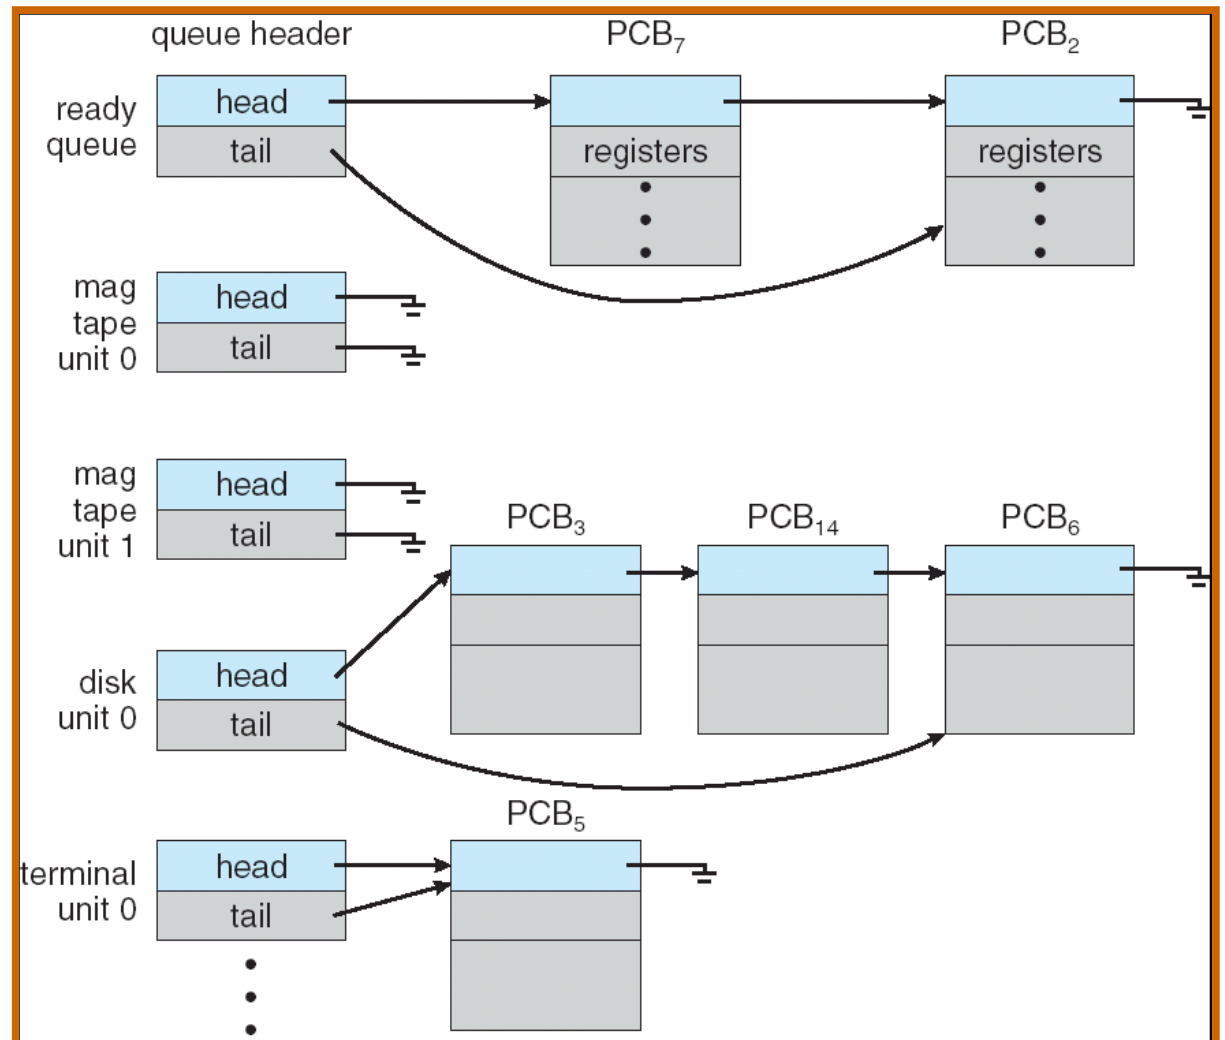 queue header
PCB₇
PCB₂
ready
queue
head
tail
registers
registers
mag
tape
unit 0
head
tail
mag
tape
unit 1
head
tail
PCB₃
PCB₁₄
PCB₆
disk
unit 0
head
tail
PCB₅
terminal
unit 0
head
tail